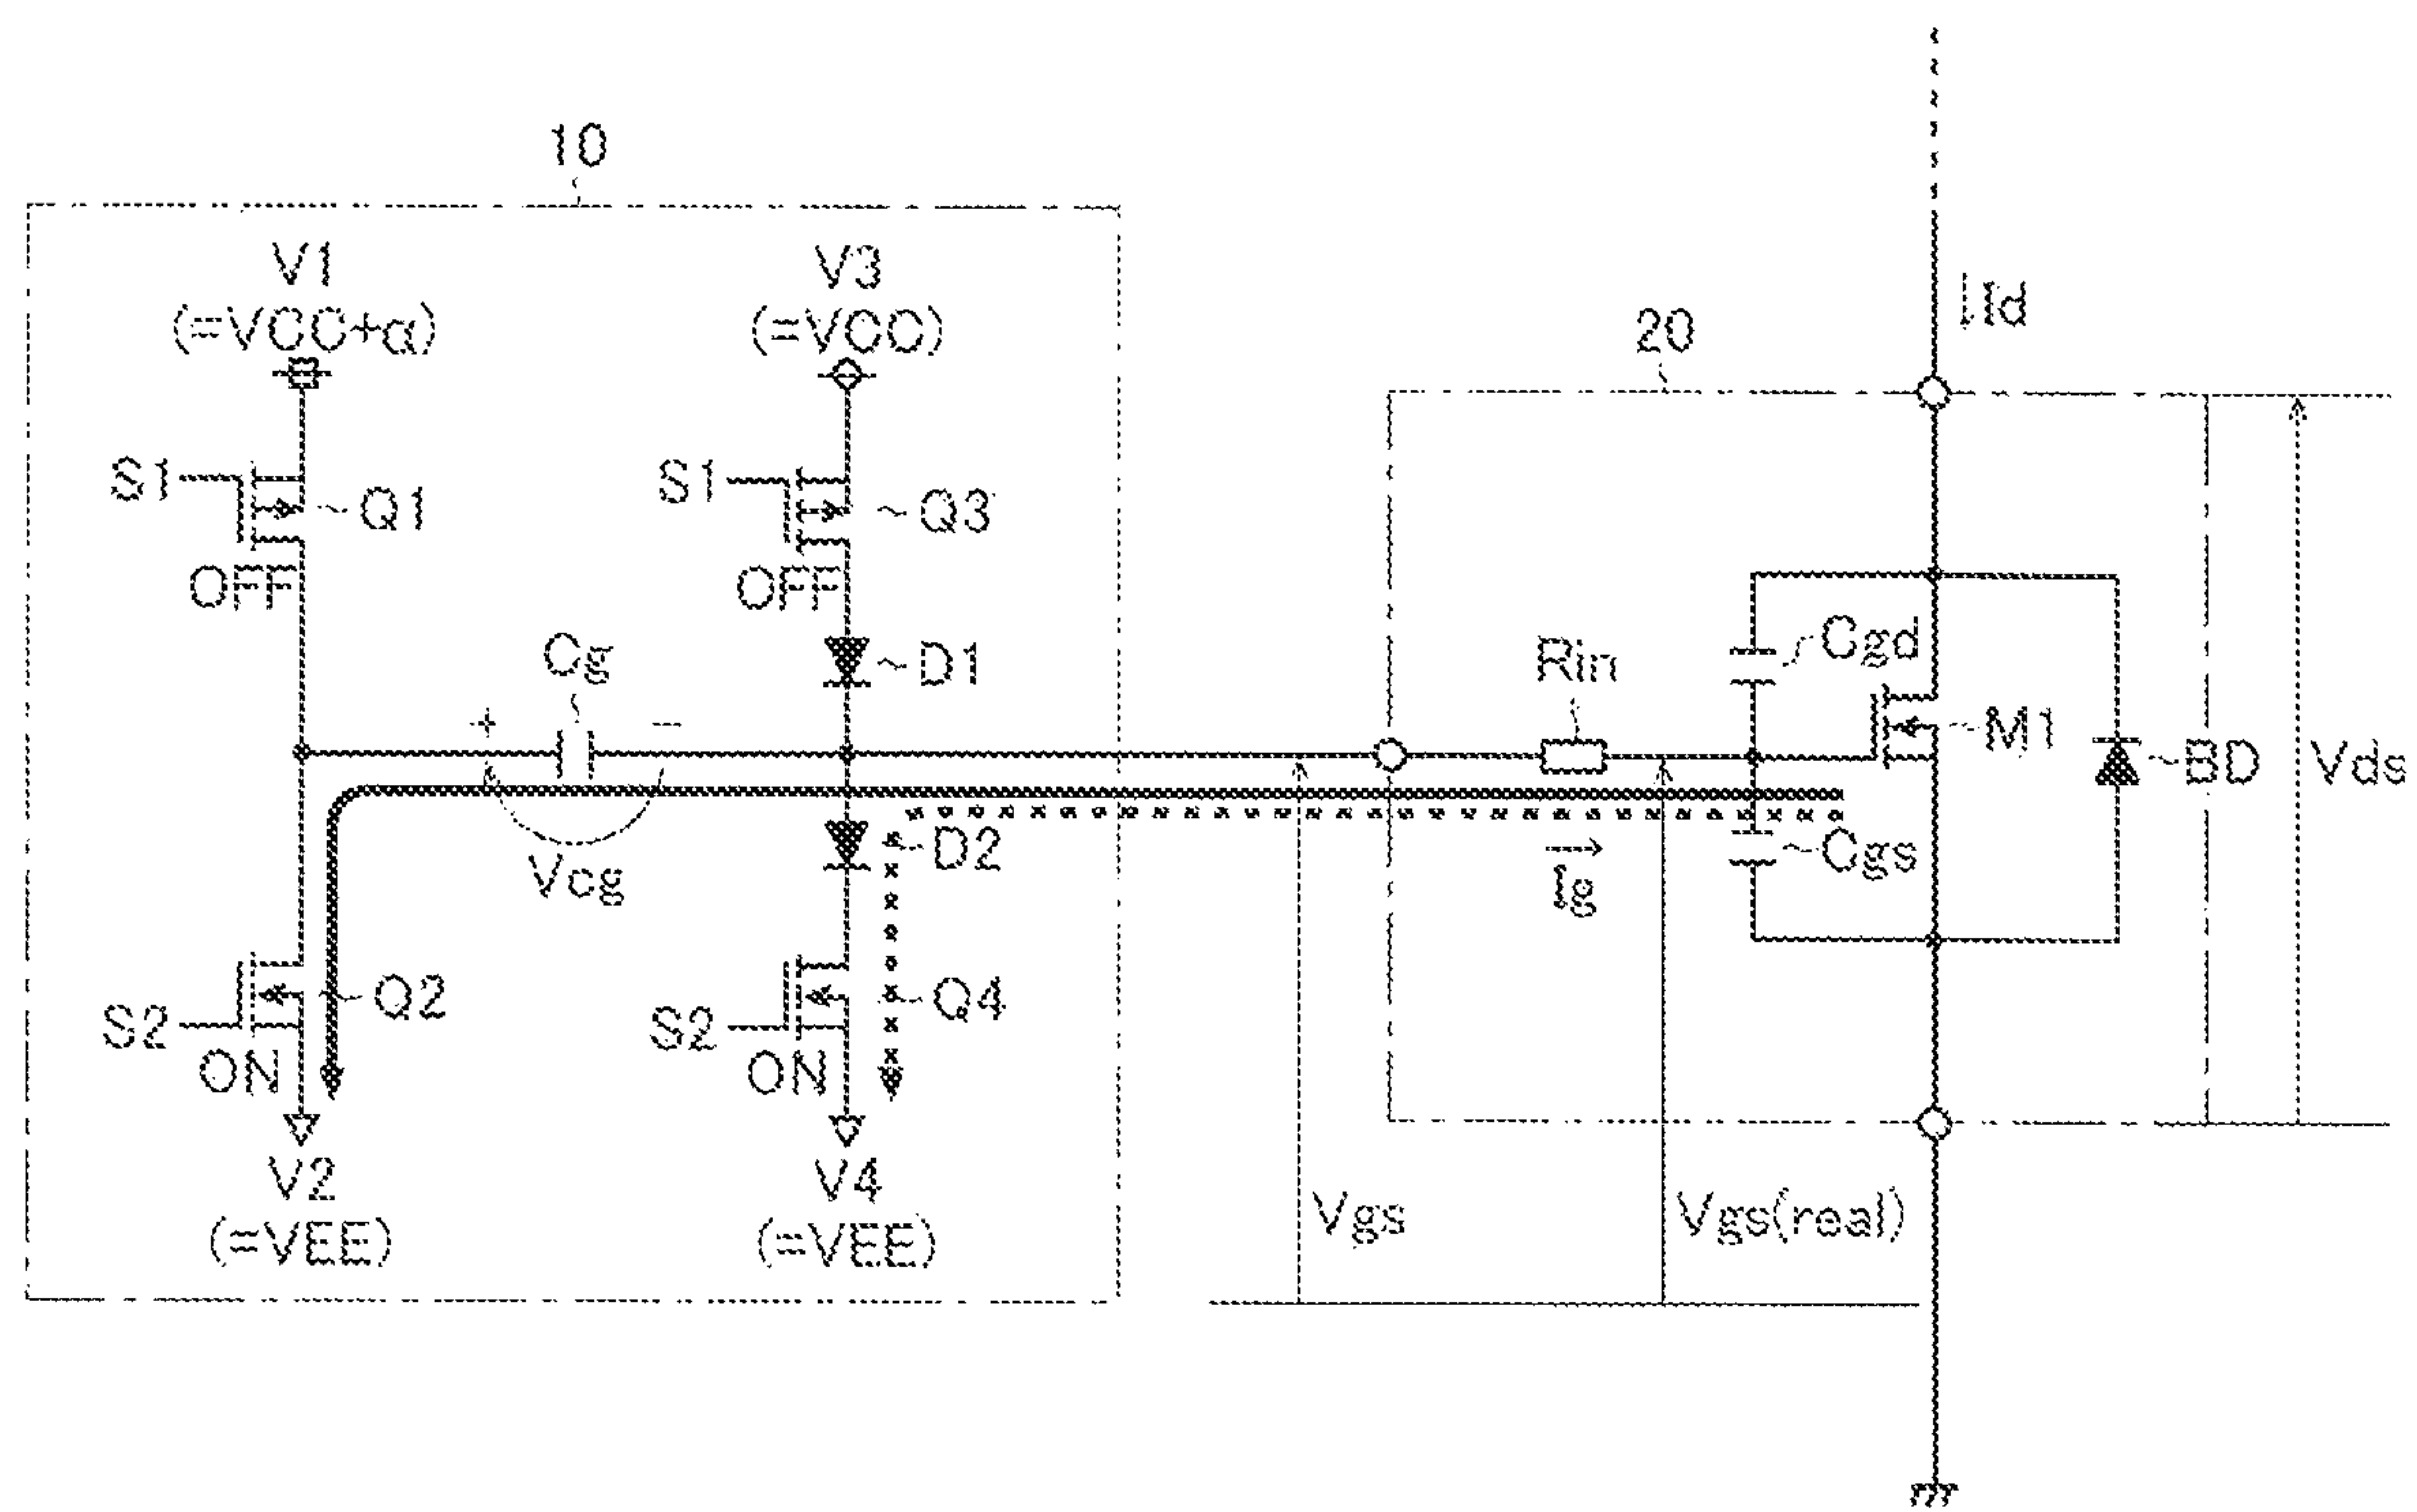 10
V1
(=VCC+α)
V3
(=VCC)
20
↓Id
S1
Q1
OFF
S1
Q3
OFF
Cg
D1
+
−
Rin
Cgd
M1
BD
Vds
Vcg
D2
Ig
Cgs
S2
Q2
ON
S2
Q4
ON
V2
(=VEE)
V4
(=VEE)
Vgs
Vgs(real)